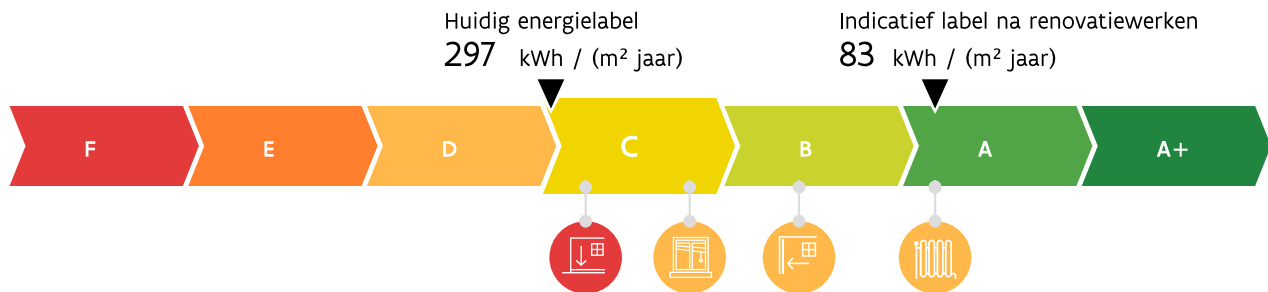 Huidig energielabel
297 kWh / (m² jaar)
Indicatief label na renovatiewerken
83 kWh / (m² jaar)
F E D C B A A+